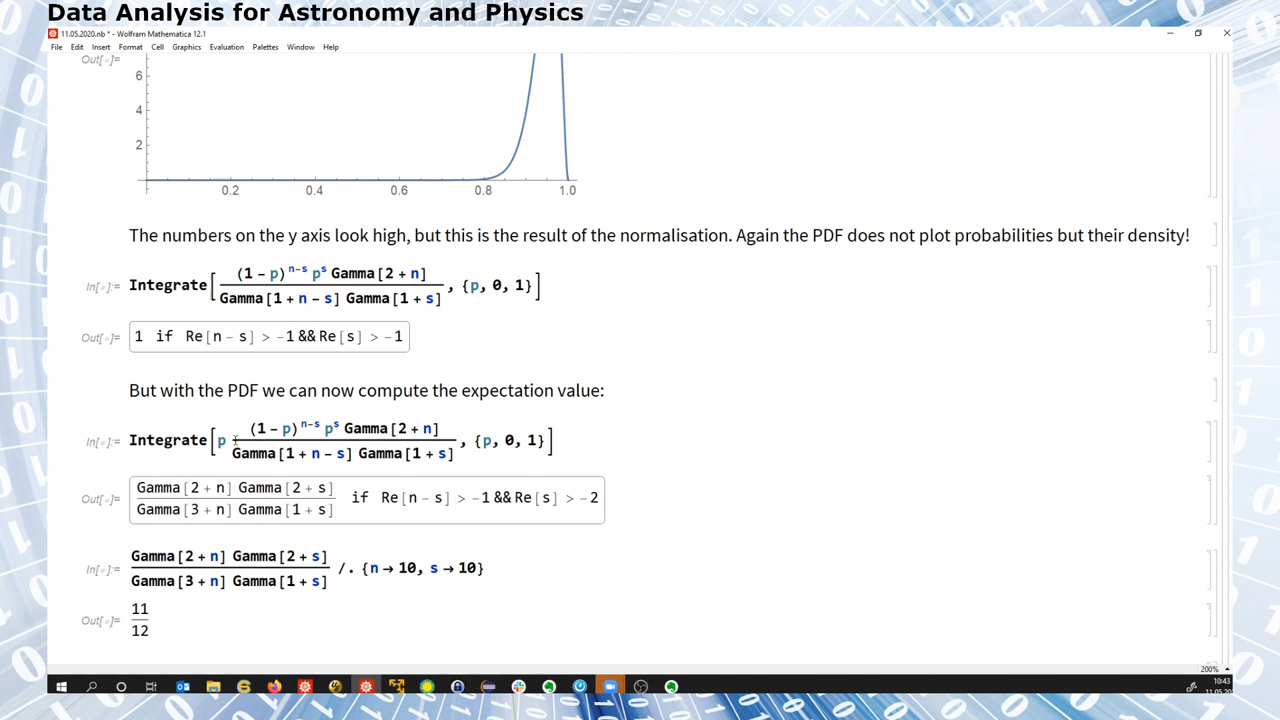 Data Analysis for Astronomy and Physics
11.05.2020.nb * - Wolfram Mathematica 12.1
File Edit Insert Format Cell Graphics Evaluation Palettes Window Help
Out[•]=
6
4
2
0.2 0.4 0.6 0.8 1.0
The numbers on the y axis look high, but this is the result of the normalisation. Again the PDF does not plot probabilities but their density!
In[•]:= Integrate[(1 - p)^(n-s) p^s Gamma[2 + n] / Gamma[1 + n - s] Gamma[1 + s], {p, 0, 1}]
Out[•]= 1 if Re[n - s] > -1 && Re[s] > -1
But with the PDF we can now compute the expectation value:
In[•]:= Integrate[p (1 - p)^(n-s) p^s Gamma[2 + n] / Gamma[1 + n - s] Gamma[1 + s], {p, 0, 1}]
Out[•]= Gamma[2 + n] Gamma[2 + s] / Gamma[3 + n] Gamma[1 + s] if Re[n - s] > -1 && Re[s] > -2
In[•]:= Gamma[2 + n] Gamma[2 + s] / Gamma[3 + n] Gamma[1 + s] /. {n → 10, s → 10}
Out[•]= 11/12
200%
10:43